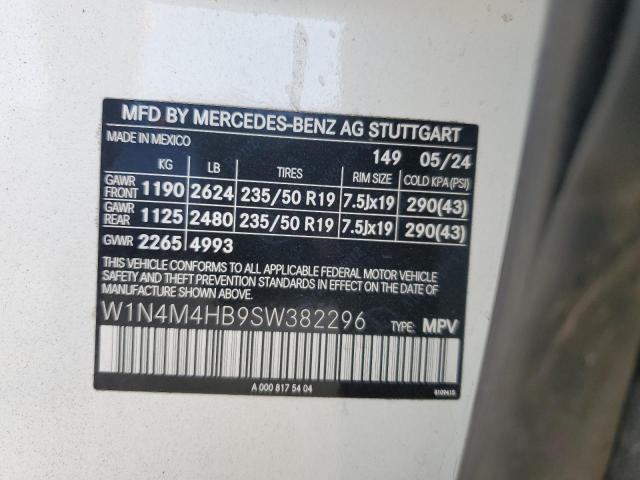 MFD BY MERCEDES-BENZ AG STUTTGART
MADE IN MEXICO
149 05/24
KG LB TIRES RIM SIZE COLD KPA(PSI)
GAWR FRONT 1190 2624 235/50 R19 7.5Jx19 290(43)
GAWR REAR 1125 2480 235/50 R19 7.5Jx19 290(43)
GVWR 2265 4993
THIS VEHICLE CONFORMS TO ALL APPLICABLE FEDERAL MOTOR VEHICLE
SAFETY AND THEFT PREVENTION STANDARDS IN EFFECT ON THE DATE
OF MANUFACTURE SHOWN ABOVE.
W1N4M4HB9SW382296 TYPE: MPV
A 000 817 54 04